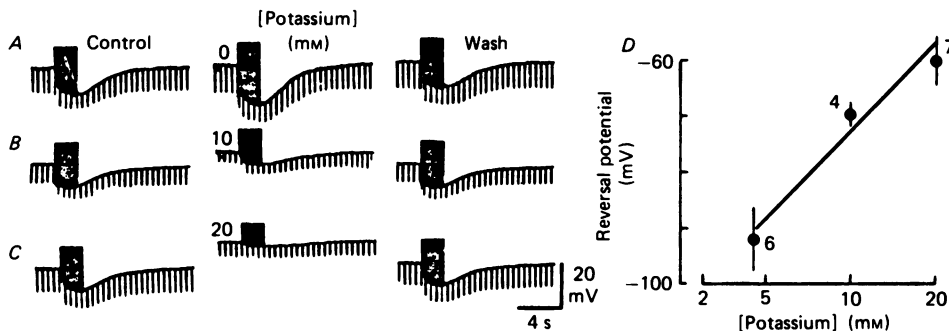 [Potassium]
(mM)
A
Control
0
Wash
B
10
C
20
20
mV
4 s
D
Reversal potential
(mV)
−60
−100
7
4
6
2
5
10
20
[Potassium] (mM)